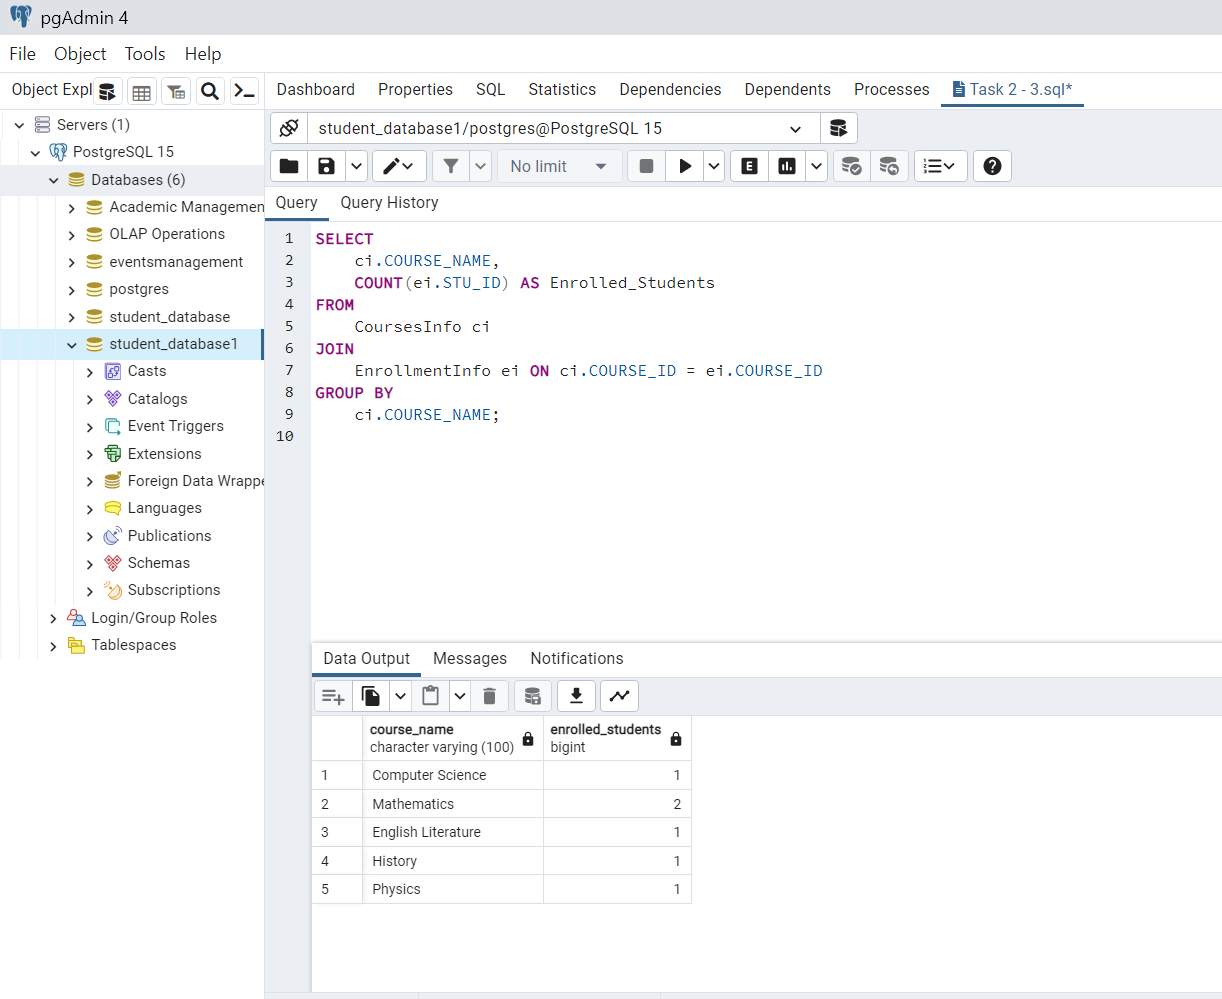 pgAdmin 4
File Object Tools Help
Object Expl
Dashboard Properties SQL Statistics Dependencies Dependents Processes Task 2 - 3.sql*
Servers (1)
PostgreSQL 15
Databases (6)
Academic Managemen
OLAP Operations
eventsmanagement
postgres
student_database
student_database1
Casts
Catalogs
Event Triggers
Extensions
Foreign Data Wrappe
Languages
Publications
Schemas
Subscriptions
Login/Group Roles
Tablespaces
student_database1/postgres@PostgreSQL 15
No limit
E
Query Query History
1 SELECT
2 ci.COURSE_NAME,
3 COUNT(ei.STU_ID) AS Enrolled_Students
4 FROM
5 CoursesInfo ci
6 JOIN
7 EnrollmentInfo ei ON ci.COURSE_ID = ei.COURSE_ID
8 GROUP BY
9 ci.COURSE_NAME;
10
Data Output Messages Notifications
course_name enrolled_students
character varying (100) bigint
1 Computer Science 1
2 Mathematics 2
3 English Literature 1
4 History 1
5 Physics 1